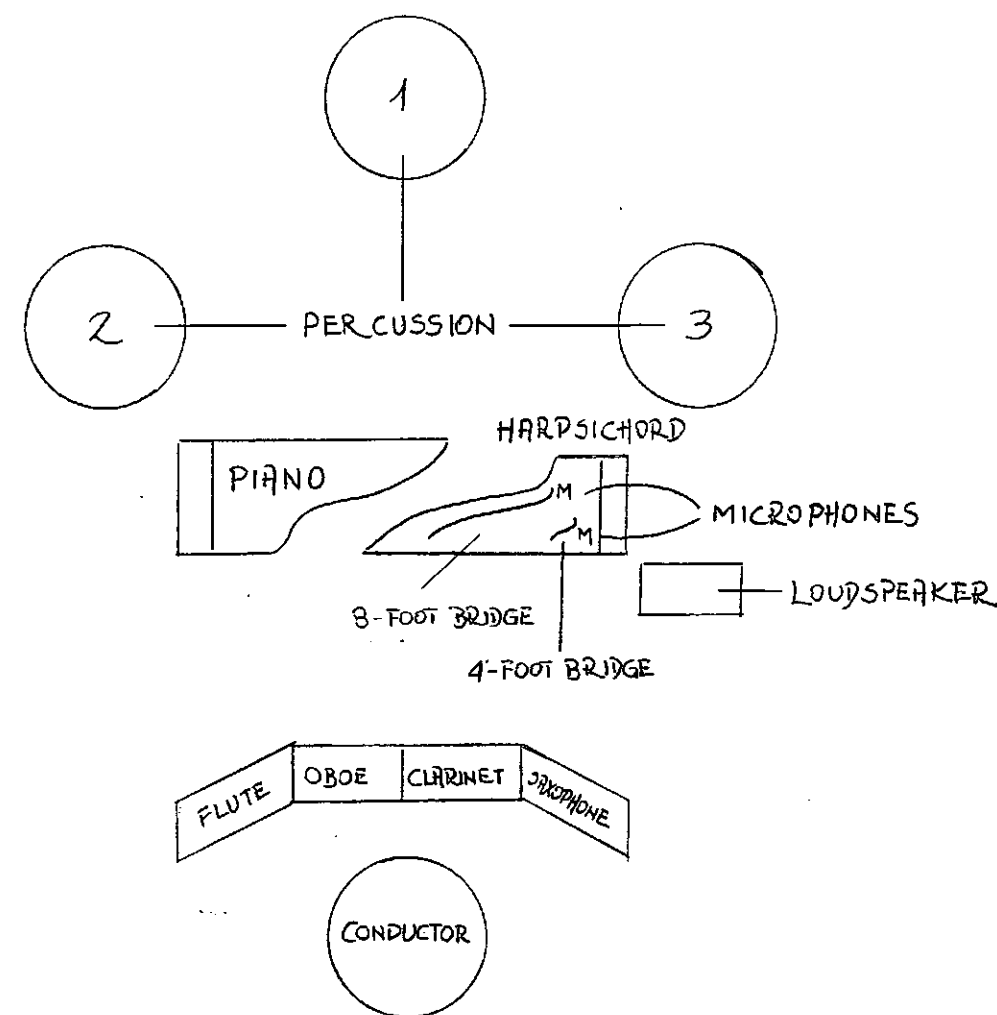 1
2
PERCUSSION
3
HARPSICHORD
PIANO
M
MICROPHONES
M
LOUDSPEAKER
8-FOOT BRIDGE
4-FOOT BRIDGE
FLUTE
OBOE
CLARINET
SAXOPHONE
CONDUCTOR